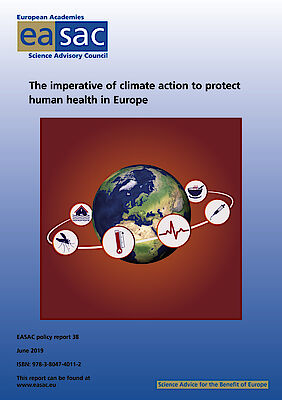 European Academies
ea sac
Science Advisory Council
The imperative of climate action to protect
human health in Europe
EASAC policy report 38
June 2019
ISBN: 978-3-8047-4011-2
This report can be found at
www.easac.eu
Science Advice for the Benefit of Europe